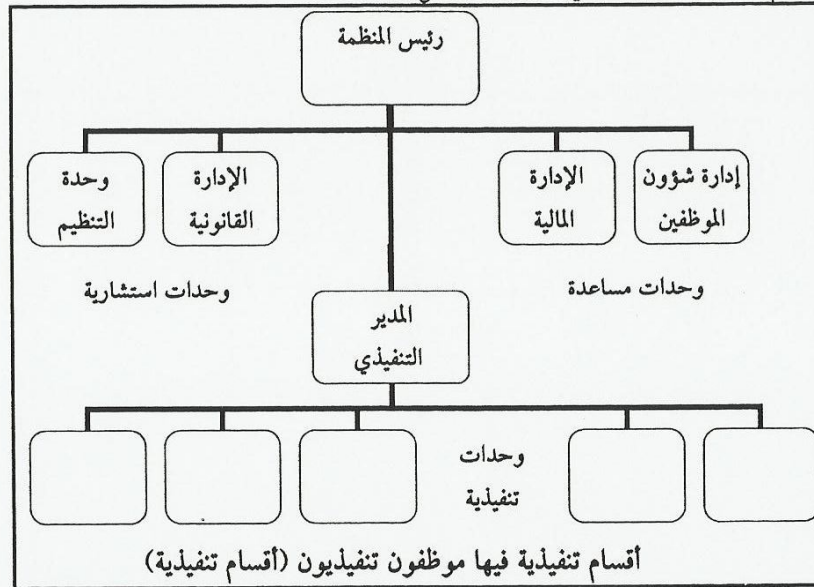 رئيس المنظمة
إدارة شؤون
الموظفين
الإدارة
المالية
الإدارة
القانونية
وحدة
التنظيم
وحدات مساعدة
وحدات استشارية
المدير
التنفيذي
وحدات
تنفيذية
أقسام تنفيذية فيها موظفون تنفيذيون (أقسام تنفيذية)